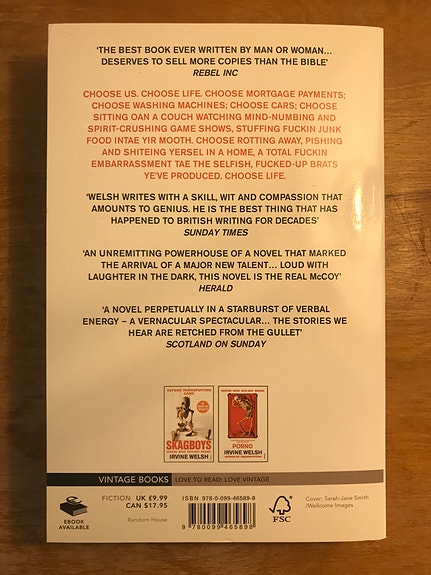 ‘THE BEST BOOK EVER WRITTEN BY MAN OR WOMAN...
DESERVES TO SELL MORE COPIES THAN THE BIBLE’
REBEL INC
CHOOSE US. CHOOSE LIFE. CHOOSE MORTGAGE PAYMENTS;
CHOOSE WASHING MACHINES; CHOOSE CARS; CHOOSE
SITTING OAN A COUCH WATCHING MIND-NUMBING AND
SPIRIT-CRUSHING GAME SHOWS, STUFFING FUCKIN JUNK
FOOD INTAE YIR MOOTH. CHOOSE ROTTING AWAY, PISHING
AND SHITEING YERSEL IN A HOME, A TOTAL FUCKIN
EMBARRASSMENT TAE THE SELFISH, FUCKED-UP BRATS
YE’VE PRODUCED. CHOOSE LIFE.
‘WELSH WRITES WITH A SKILL, WIT AND COMPASSION THAT
AMOUNTS TO GENIUS. HE IS THE BEST THING THAT HAS
HAPPENED TO BRITISH WRITING FOR DECADES’
SUNDAY TIMES
‘AN UNREMITTING POWERHOUSE OF A NOVEL THAT MARKED
THE ARRIVAL OF A MAJOR NEW TALENT... LOUD WITH
LAUGHTER IN THE DARK, THIS NOVEL IS THE REAL McCOY’
HERALD
‘A NOVEL PERPETUALLY IN A STARBURST OF VERBAL
ENERGY – A VERNACULAR SPECTACULAR... THE STORIES WE
HEAR ARE RETCHED FROM THE GULLET’
SCOTLAND ON SUNDAY
BEFORE TRAINSPOTTING
CAME
SKAGBOYS
IRVINE WELSH
PORNO
IRVINE WELSH
VINTAGE BOOKS LOVE TO READ: LOVE VINTAGE
EBOOK
AVAILABLE
FICTION UK £9.99
CAN $17.95
Random House
ISBN 978-0-099-46589-8
9 780099 465898
FSC
Cover: Sarah-Jane Smith
/Wellcome Images